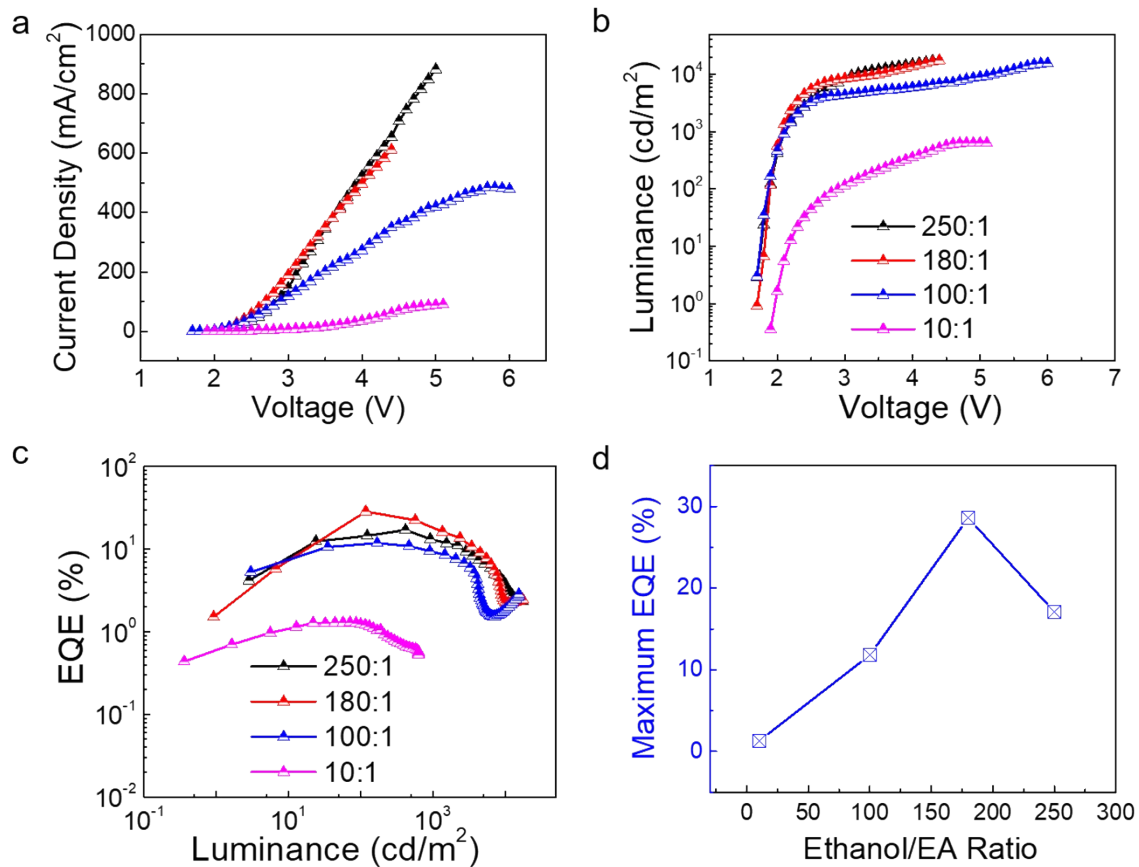 a
1000
800
600
400
200
0
Current Density (mA/cm²)
1 2 3 4 5 6
Voltage (V)
b
10⁴
10³
10²
10¹
10⁰
10⁻¹
Luminance (cd/m²)
250:1
180:1
100:1
10:1
1 2 3 4 5 6 7
Voltage (V)
c
10²
10¹
10⁰
10⁻¹
10⁻²
EQE (%)
250:1
180:1
100:1
10:1
10⁻¹ 10¹ 10³
Luminance (cd/m²)
d
30
20
10
0
Maximum EQE (%)
0 50 100 150 200 250 300
Ethanol/EA Ratio